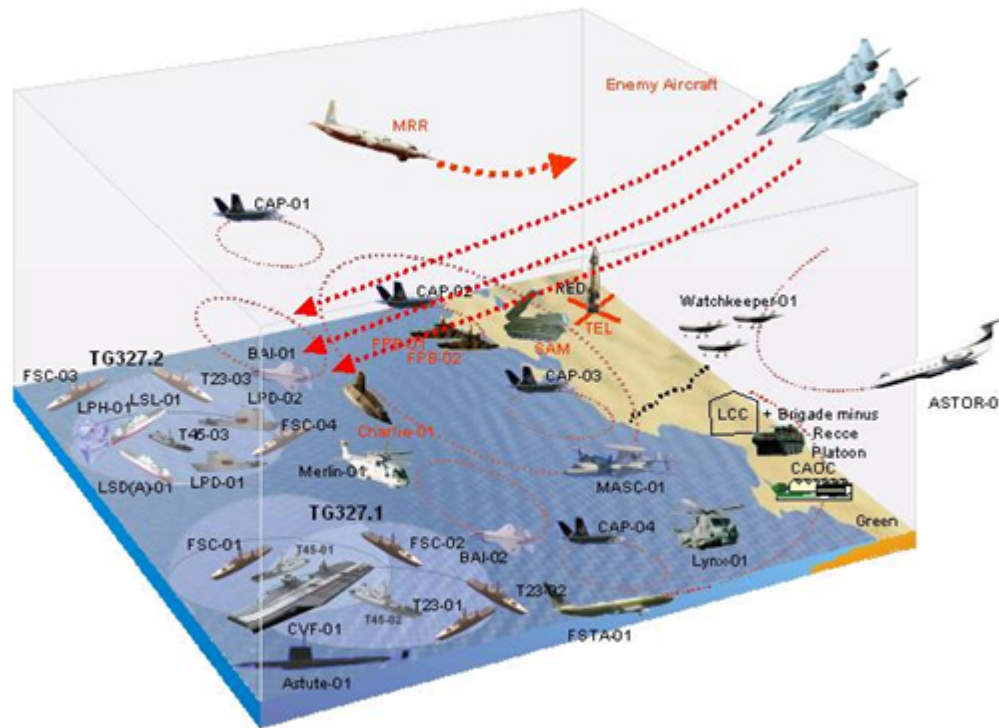 Enemy Aircraft
MRR
CAP-01
CAP-02
RED
TEL
SAM
Watchkeeper-01
FPB-01
FPB-02
BAI-01
TG327.2
FSC-03
T23-03
LPD-02
LPH-01
LSL-01
CAP-03
ASTOR-0
LCC
+ Brigade minus
Recce
Platoon
T45-03
FSC-04
Charlie-01
CAOC
LSD(A)-01
LPD-01
Merlin-01
MASC-01
TG327.1
Green
FSC-01
T45-01
FSC-02
BAI-02
CAP-04
Lynx-01
T23-02
T23-01
T45-02
CVF-01
FSTA-01
Astute-01